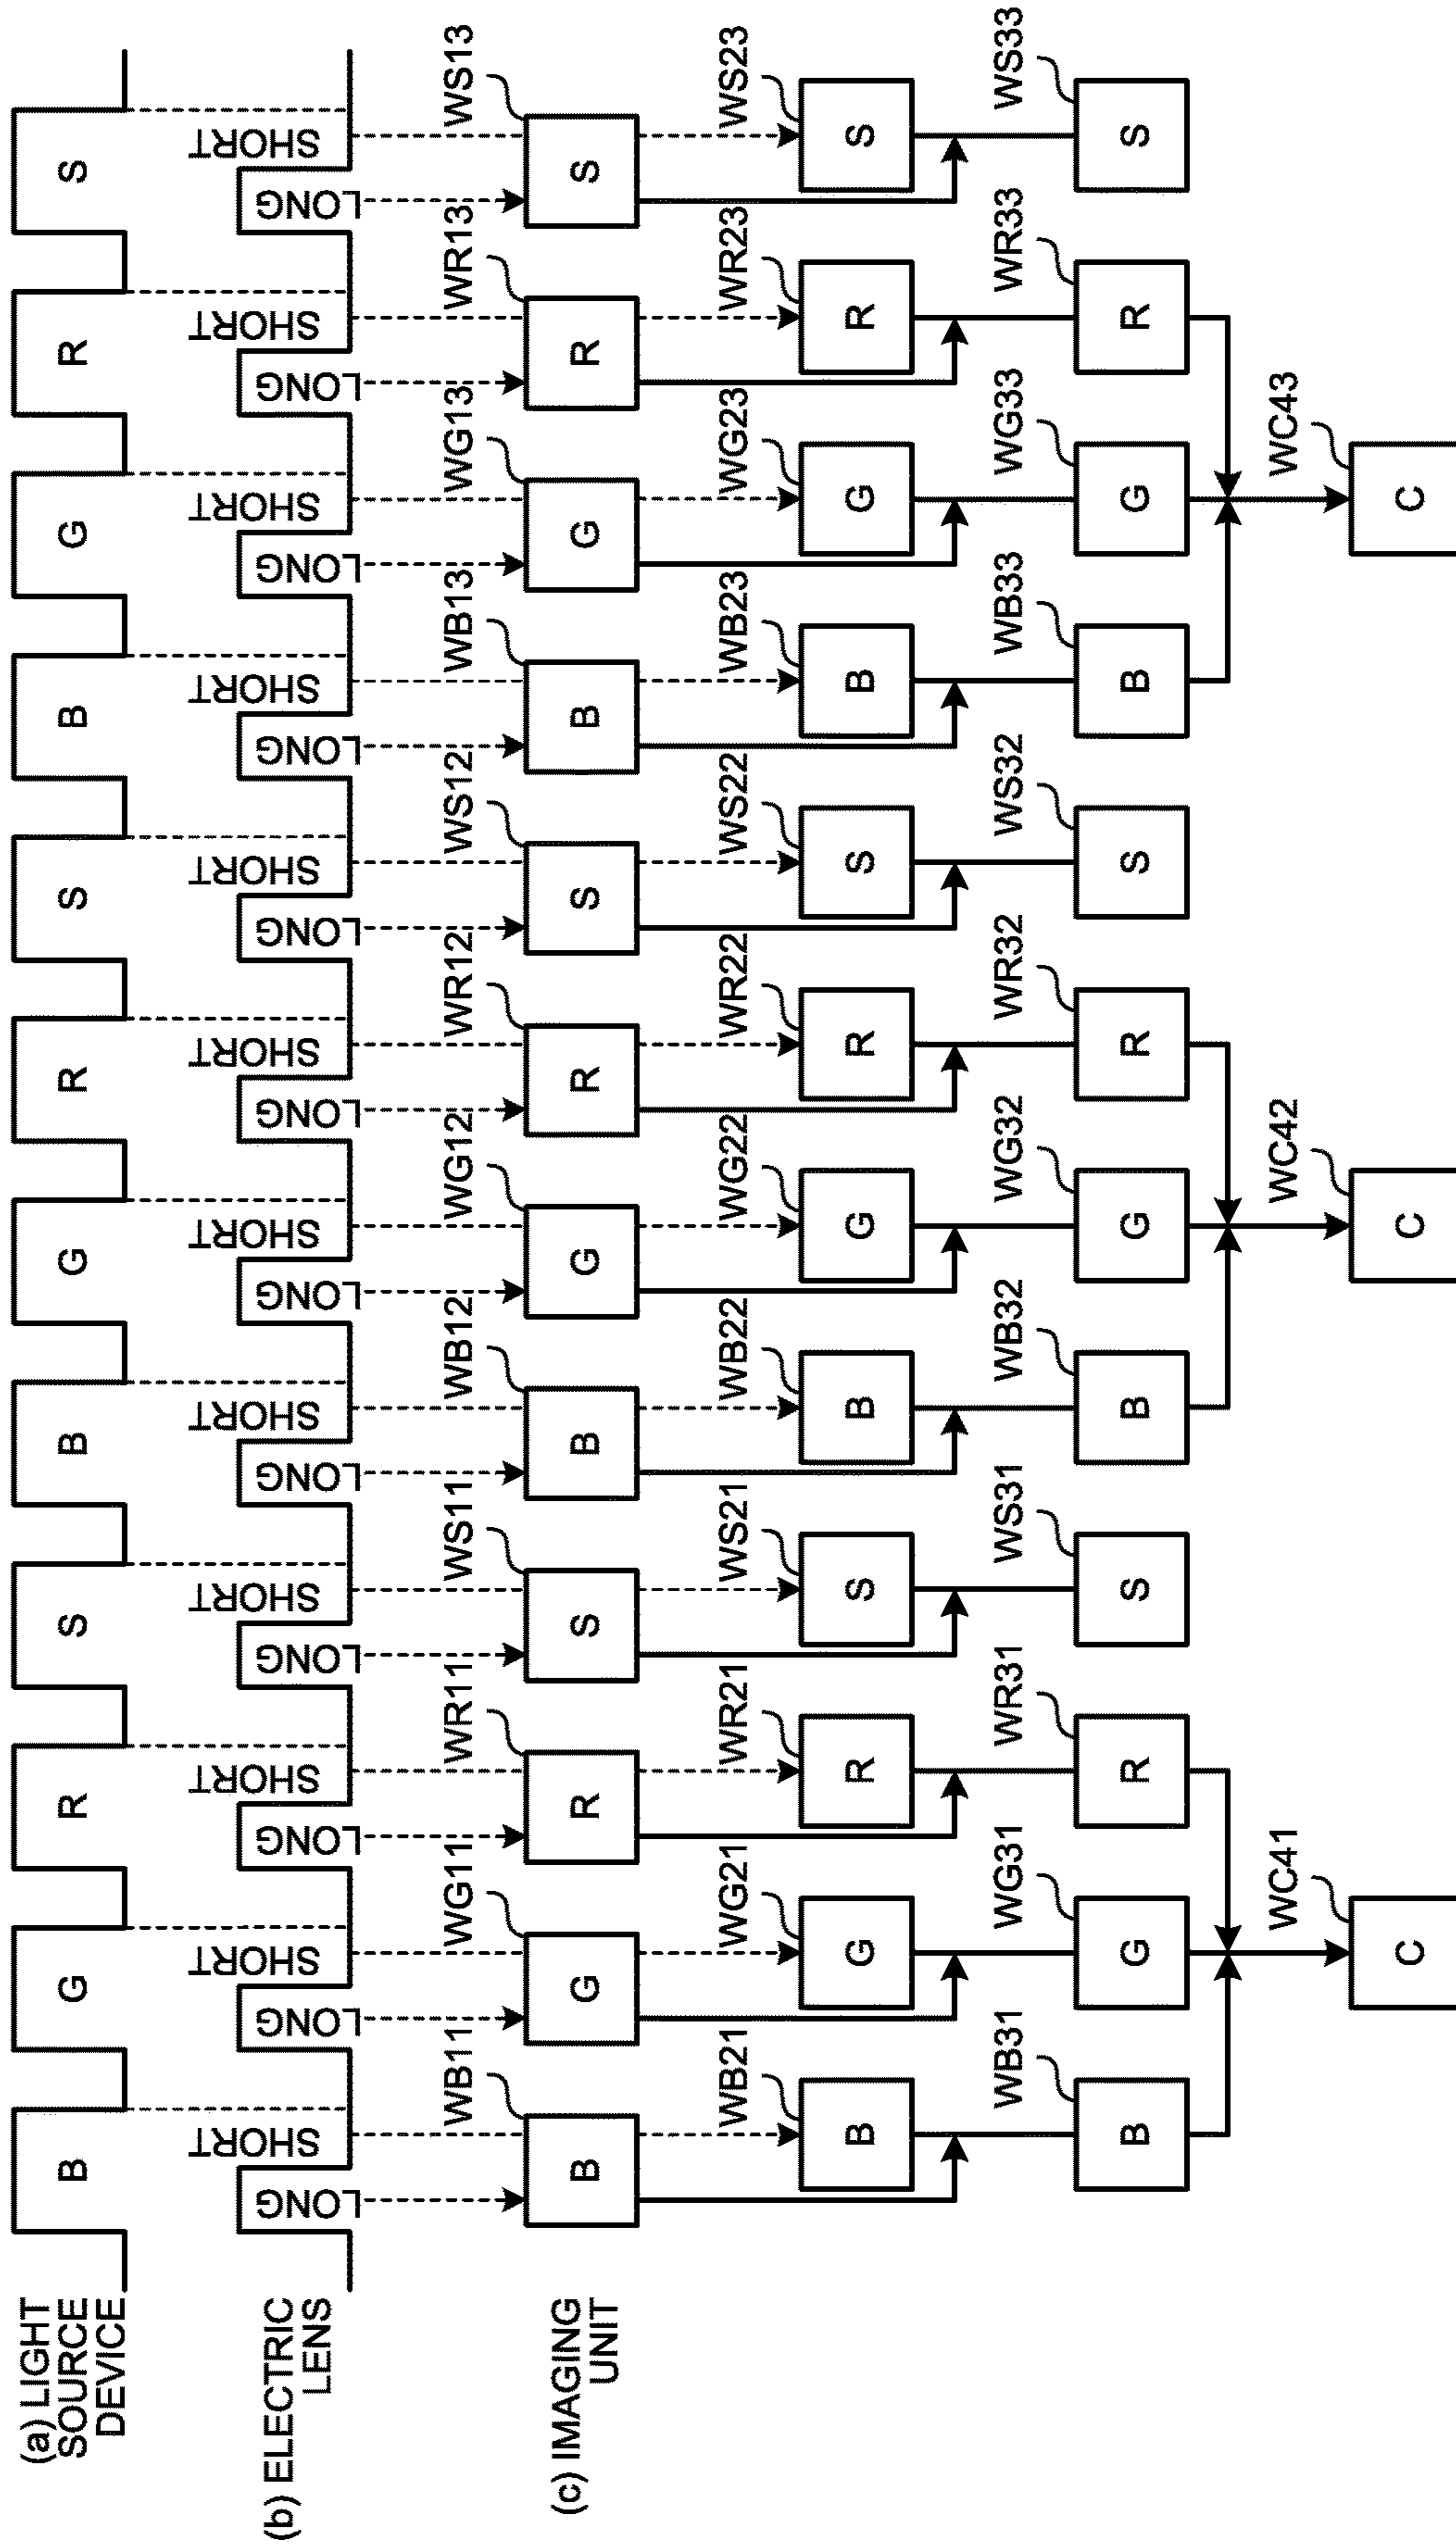 (a) LIGHT
SOURCE
DEVICE
B G R S B G R S B G R S
(b) ELECTRIC
LENS
LONG SHORT LONG SHORT LONG SHORT LONG SHORT LONG SHORT LONG SHORT LONG SHORT LONG SHORT LONG SHORT LONG SHORT LONG SHORT LONG SHORT
(c) IMAGING
UNIT
WB11 WG11 WR11 WS11 WB12 WG12 WR12 WS12 WB13 WG13 WR13 WS13
B G R S B G R S B G R S
WB21 WG21 WR21 WS21 WB22 WG22 WR22 WS22 WB23 WG23 WR23 WS23
B G R S B G R S B G R S
WB31 WG31 WR31 WS31 WB32 WG32 WR32 WS32 WB33 WG33 WR33 WS33
B G R S B G R S B G R S
WC41 WC42 WC43
C C C